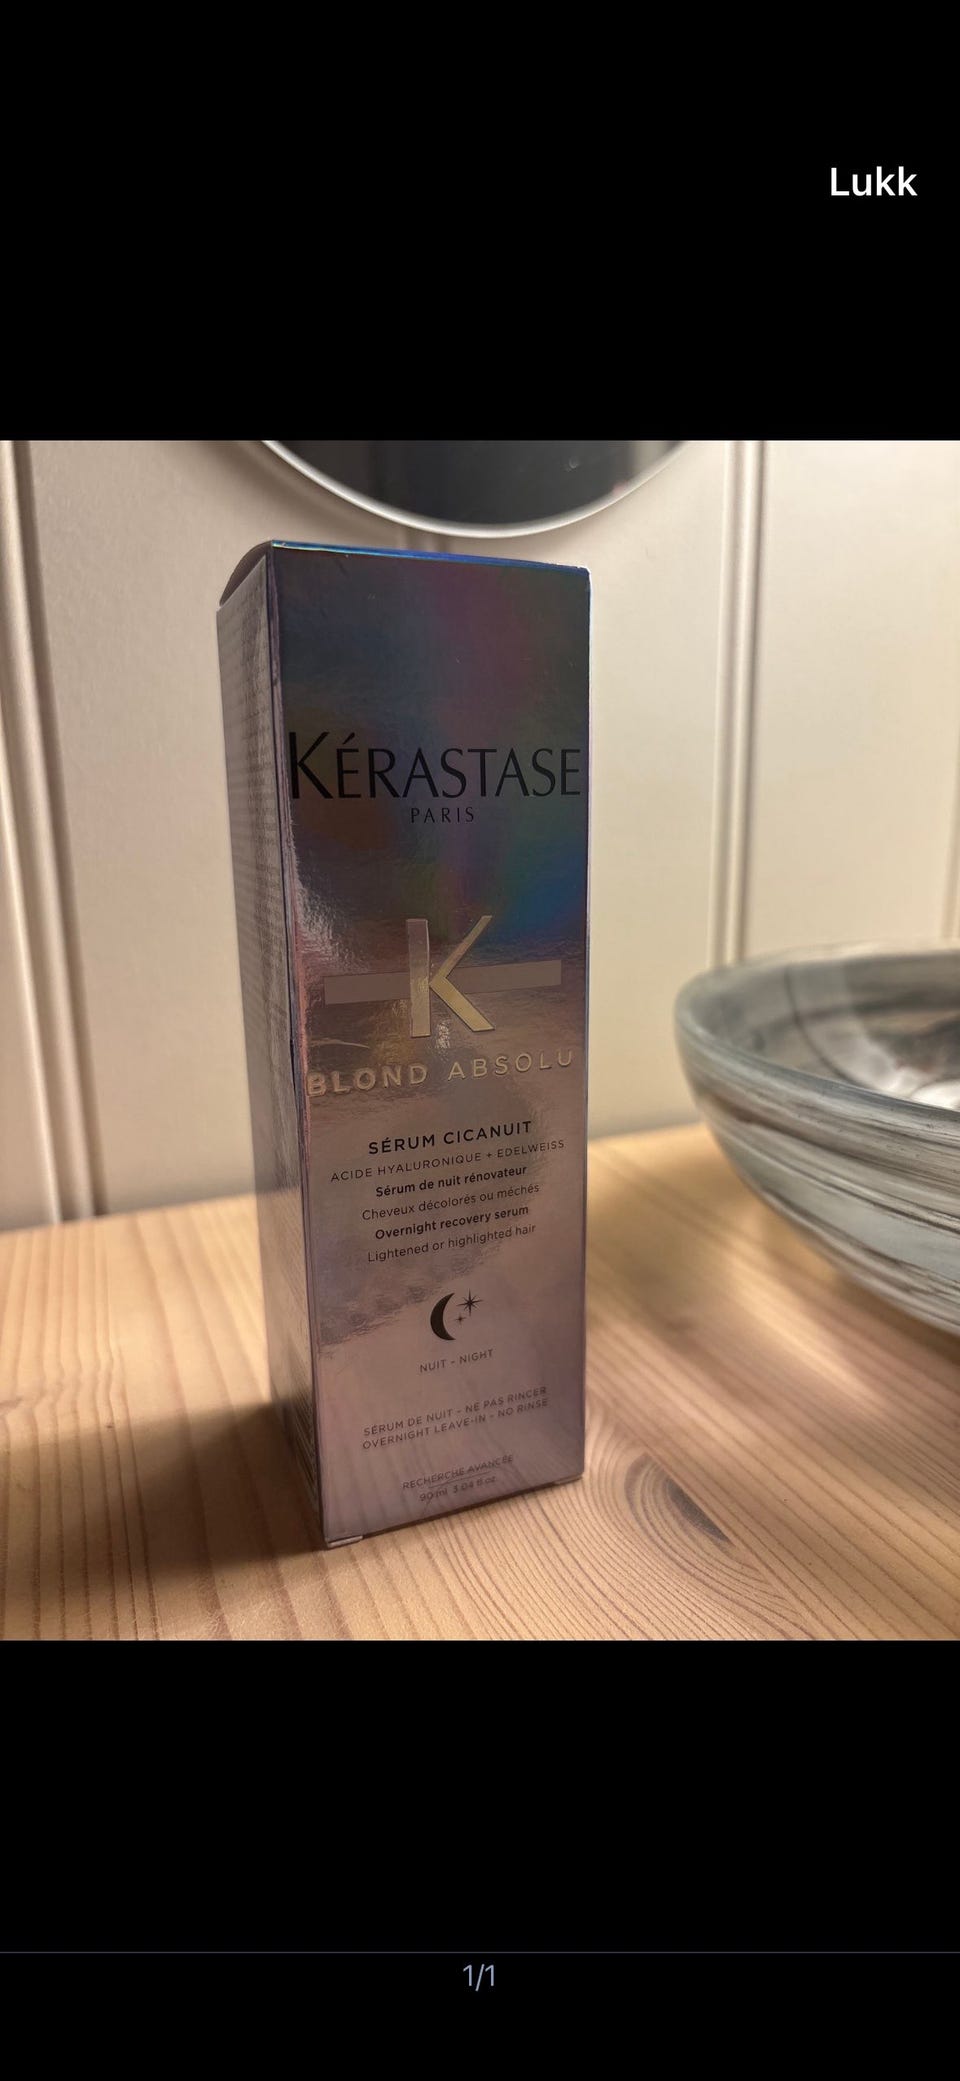 Lukk
KÉRASTASE
PARIS
K
BLOND ABSOLU
SÉRUM CICANUIT
ACIDE HYALURONIQUE + EDELWEISS
Sérum de nuit rénovateur
Cheveux décolorés ou méchés
Overnight recovery serum
Lightened or highlighted hair
NUIT - NIGHT
SÉRUM DE NUIT - NE PAS RINCER
OVERNIGHT LEAVE-IN - NO RINSE
RECHERCHE AVANCÉE
90 ml 3.04 fl.oz.
1/1